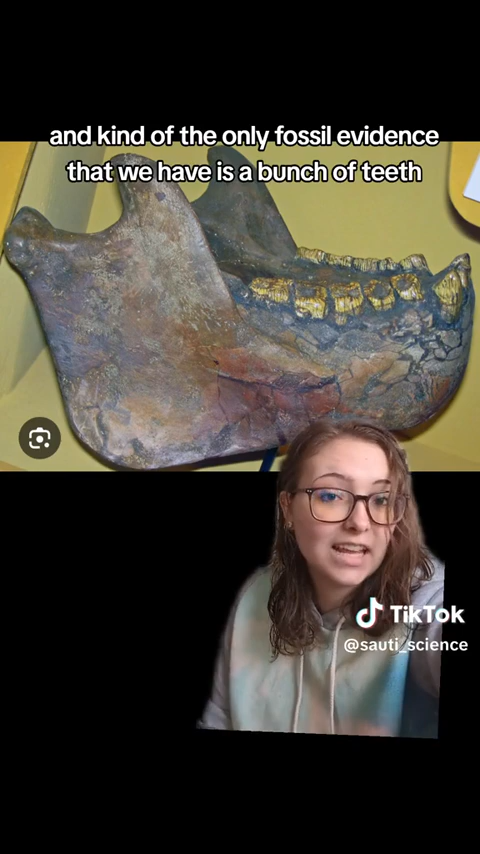 and kind of the only fossil evidence
that we have is a bunch of teeth
TikTok
@sauti_science